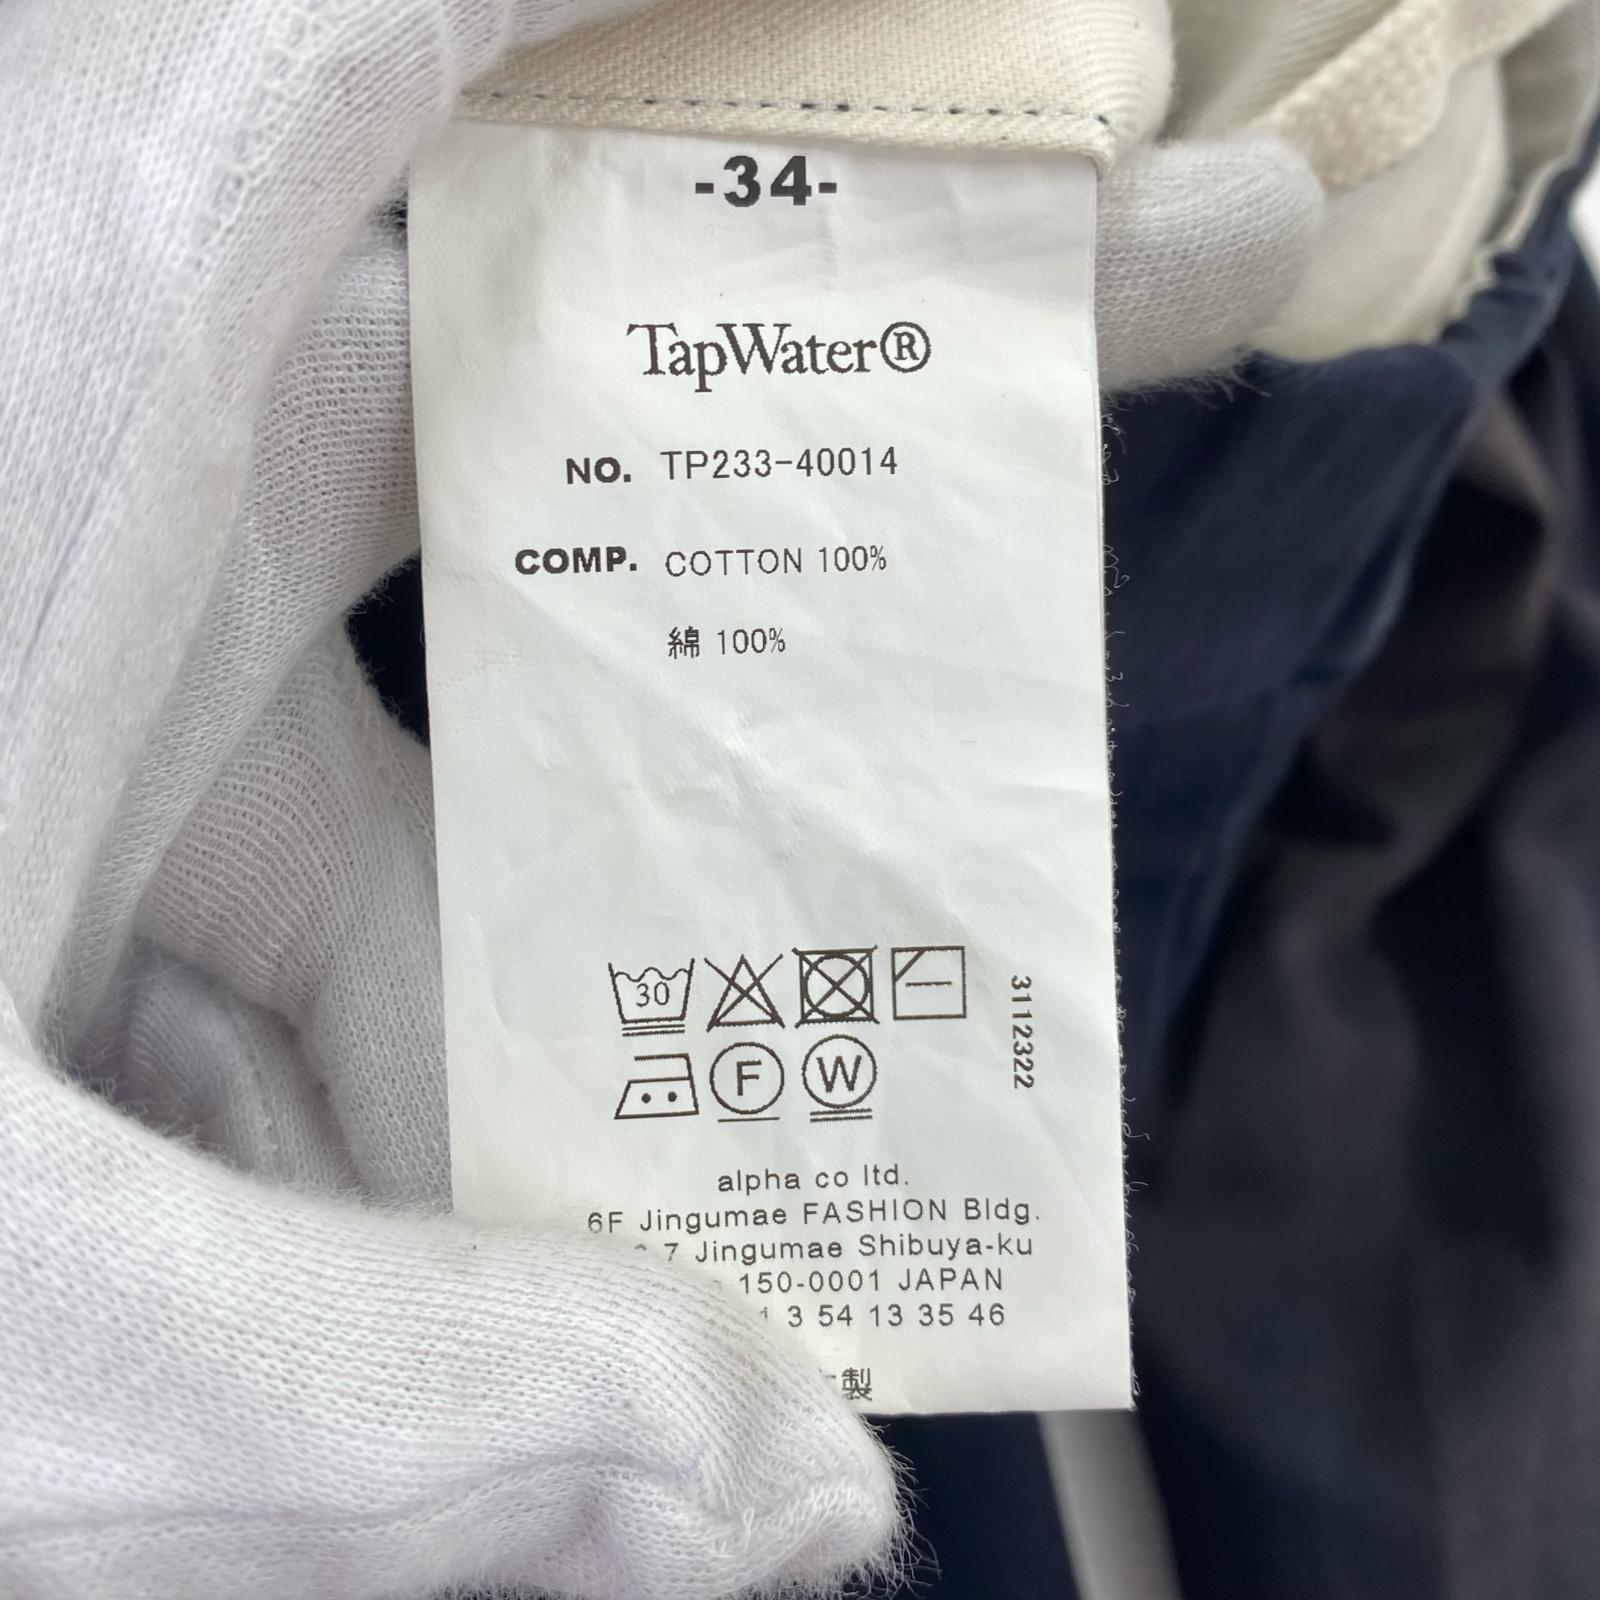 -34-
TapWater®
NO. TP233-40014
COMP. COTTON 100%
綿 100%
30
3112322
F W
alpha co ltd.
6F Jingumae FASHION Bldg.
7 Jingumae Shibuya-ku
150-0001 JAPAN
3 54 13 35 46
製